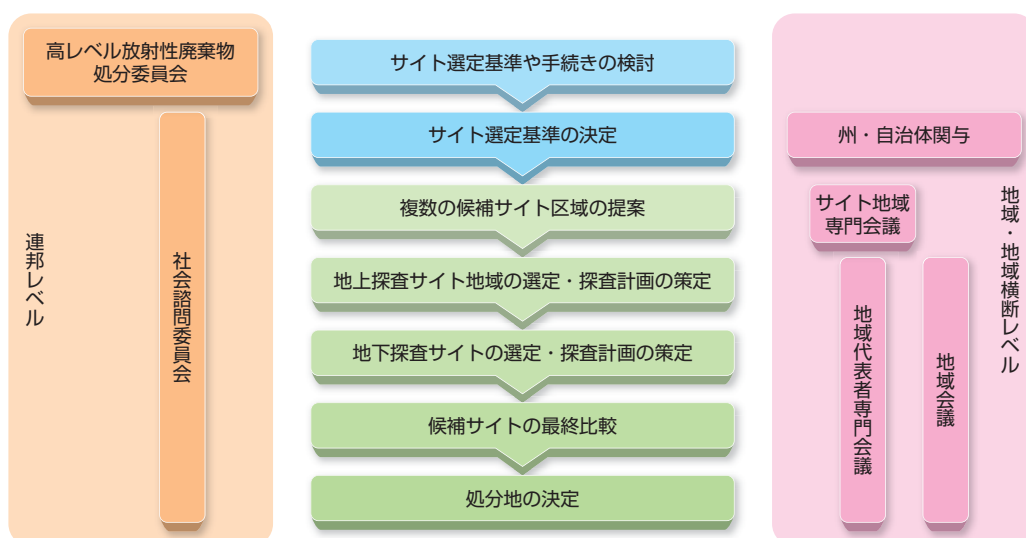 高レベル放射性廃棄物
処分委員会
連邦レベル
社会諮問委員会
サイト選定基準や手続きの検討
サイト選定基準の決定
複数の候補サイト区域の提案
地上探査サイト地域の選定・探査計画の策定
地下探査サイトの選定・探査計画の策定
候補サイトの最終比較
処分地の決定
州・自治体関与
サイト地域
専門会議
地域代表者専門会議
地域会議
地域・地域横断レベル